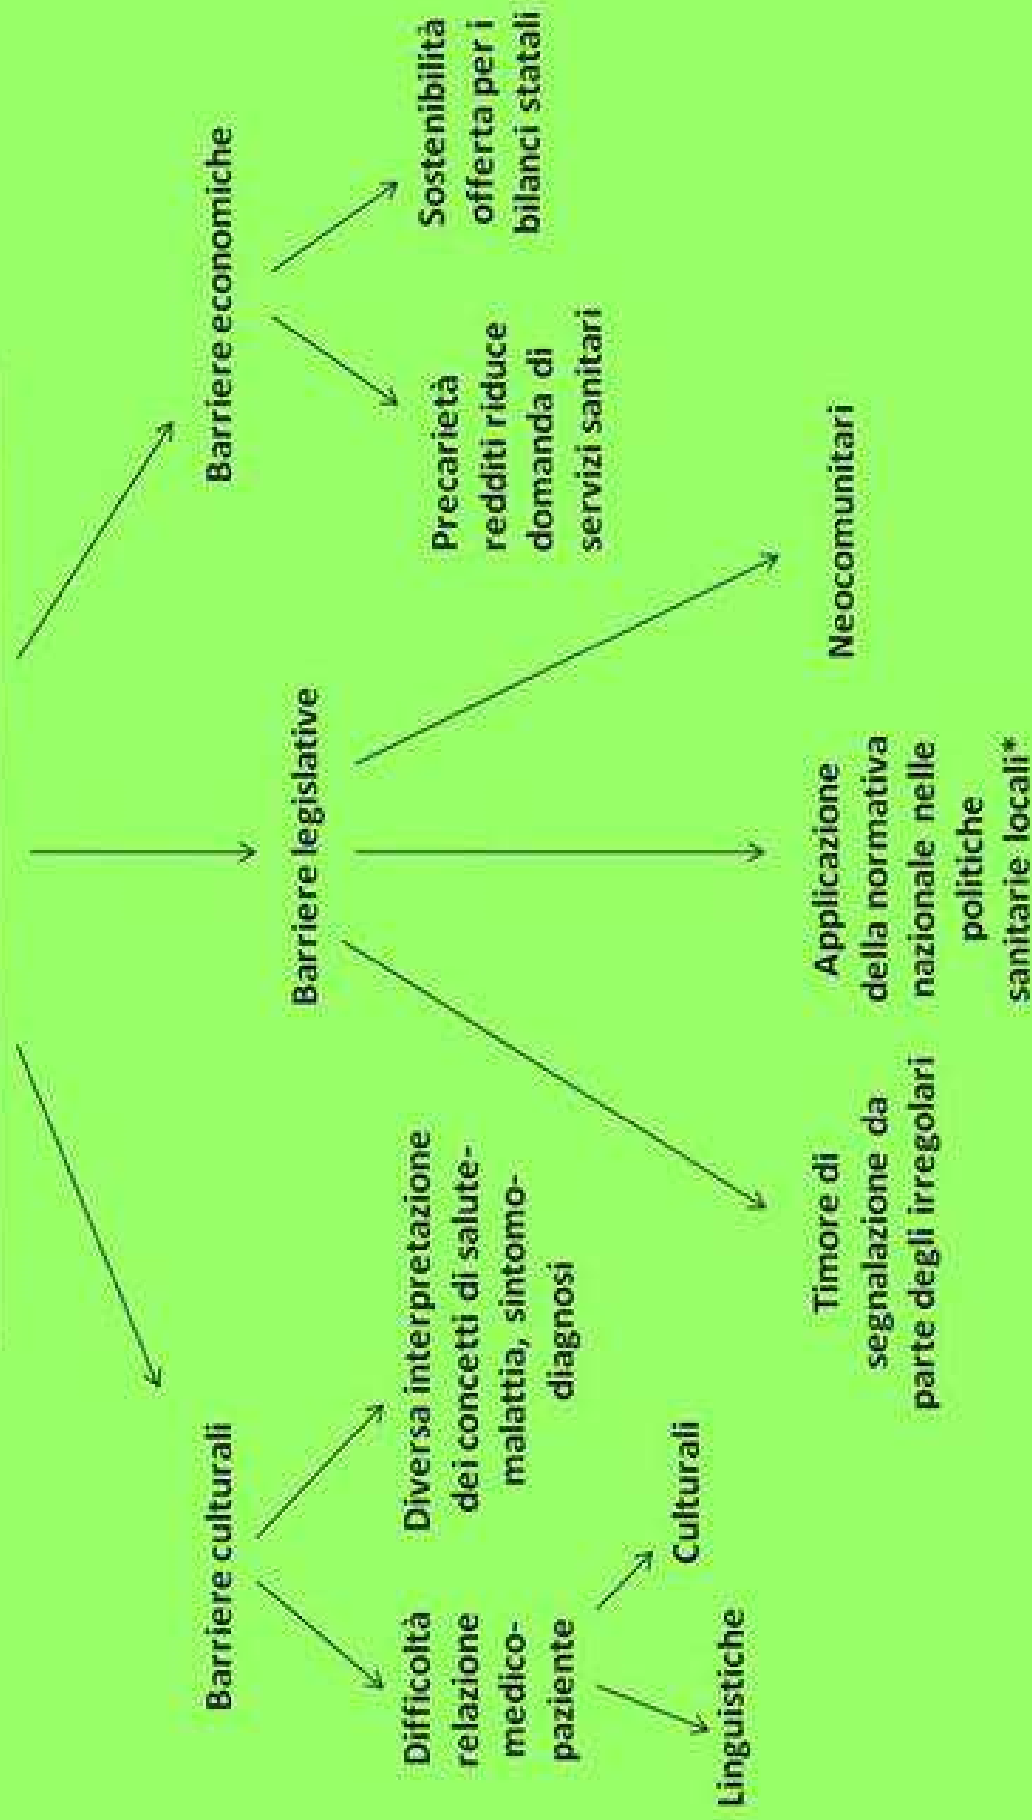 Barriere culturali
Barriere legislative
Barriere economiche
Difficoltà
relazione
medico-
paziente
Diversa interpretazione
dei concetti di salute-
malattia, sintomo-
diagnosi
Precarietà
redditi riduce
domanda di
servizi sanitari
Sostenibilità
offerta per i
bilanci statali
Linguistiche
Culturali
Timore di
segnalazione da
parte degli irregolari
Applicazione
della normativa
nazionale nelle
politiche
sanitarie locali*
Neocomunitari